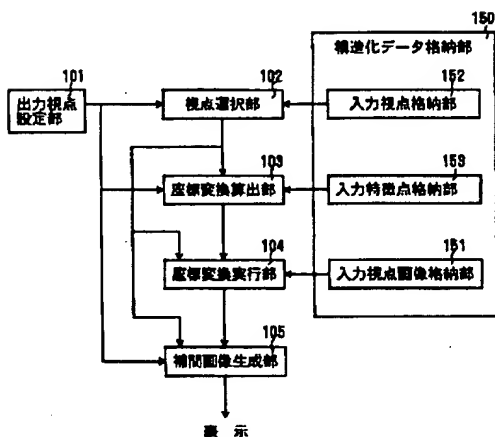 150
構造化データ格納部
101
出力視点
設定部
102
視点選択部
152
入力視点格納部
103
座標変換算出部
153
入力特徴点格納部
104
座標変換実行部
151
入力視点画像格納部
105
補間画像生成部
表 示